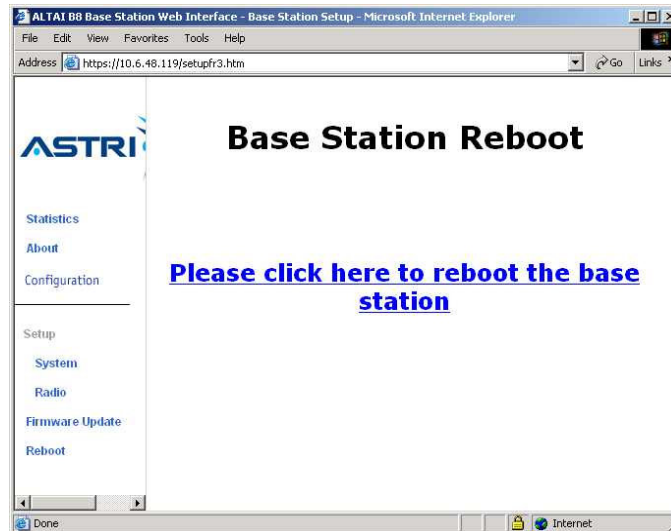 ALTAI B8 Base Station Web Interface - Base Station Setup - Microsoft Internet Explorer
File Edit View Favorites Tools Help
Address https://10.6.48.119/setupfr3.htm Go Links
ASTRI
Base Station Reboot
Statistics
About
Configuration
Please click here to reboot the base
station
Setup
System
Radio
Firmware Update
Reboot
Done Internet